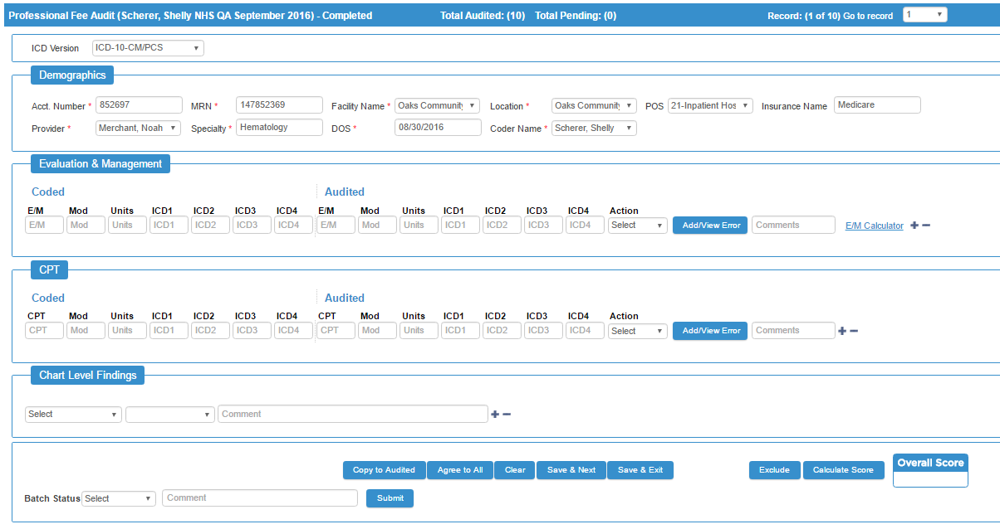 Professional Fee Audit (Scherer, Shelly NHS QA September 2016) - Completed Total Audited: (10) Total Pending: (0) Record: (1 of 10) Go to record 1
ICD Version ICD-10-CM/PCS
Demographics
Acct. Number * 852697 MRN * 147852369 Facility Name * Oaks Community Location * Oaks Community POS 21-Inpatient Hos Insurance Name Medicare
Provider * Merchant, Noah Specialty * Hematology DOS * 08/30/2016 Coder Name * Scherer, Shelly
Evaluation & Management
Coded Audited
E/M Mod Units ICD1 ICD2 ICD3 ICD4 E/M Mod Units ICD1 ICD2 ICD3 ICD4 Action
E/M Mod Units ICD1 ICD2 ICD3 ICD4 E/M Mod Units ICD1 ICD2 ICD3 ICD4 Select Add/View Error Comments E/M Calculator
CPT
Coded Audited
CPT Mod Units ICD1 ICD2 ICD3 ICD4 CPT Mod Units ICD1 ICD2 ICD3 ICD4 Action
CPT Mod Units ICD1 ICD2 ICD3 ICD4 CPT Mod Units ICD1 ICD2 ICD3 ICD4 Select Add/View Error Comments
Chart Level Findings
Select Comment
Copy to Audited Agree to All Clear Save & Next Save & Exit Exclude Calculate Score Overall Score
Batch Status Select Comment Submit